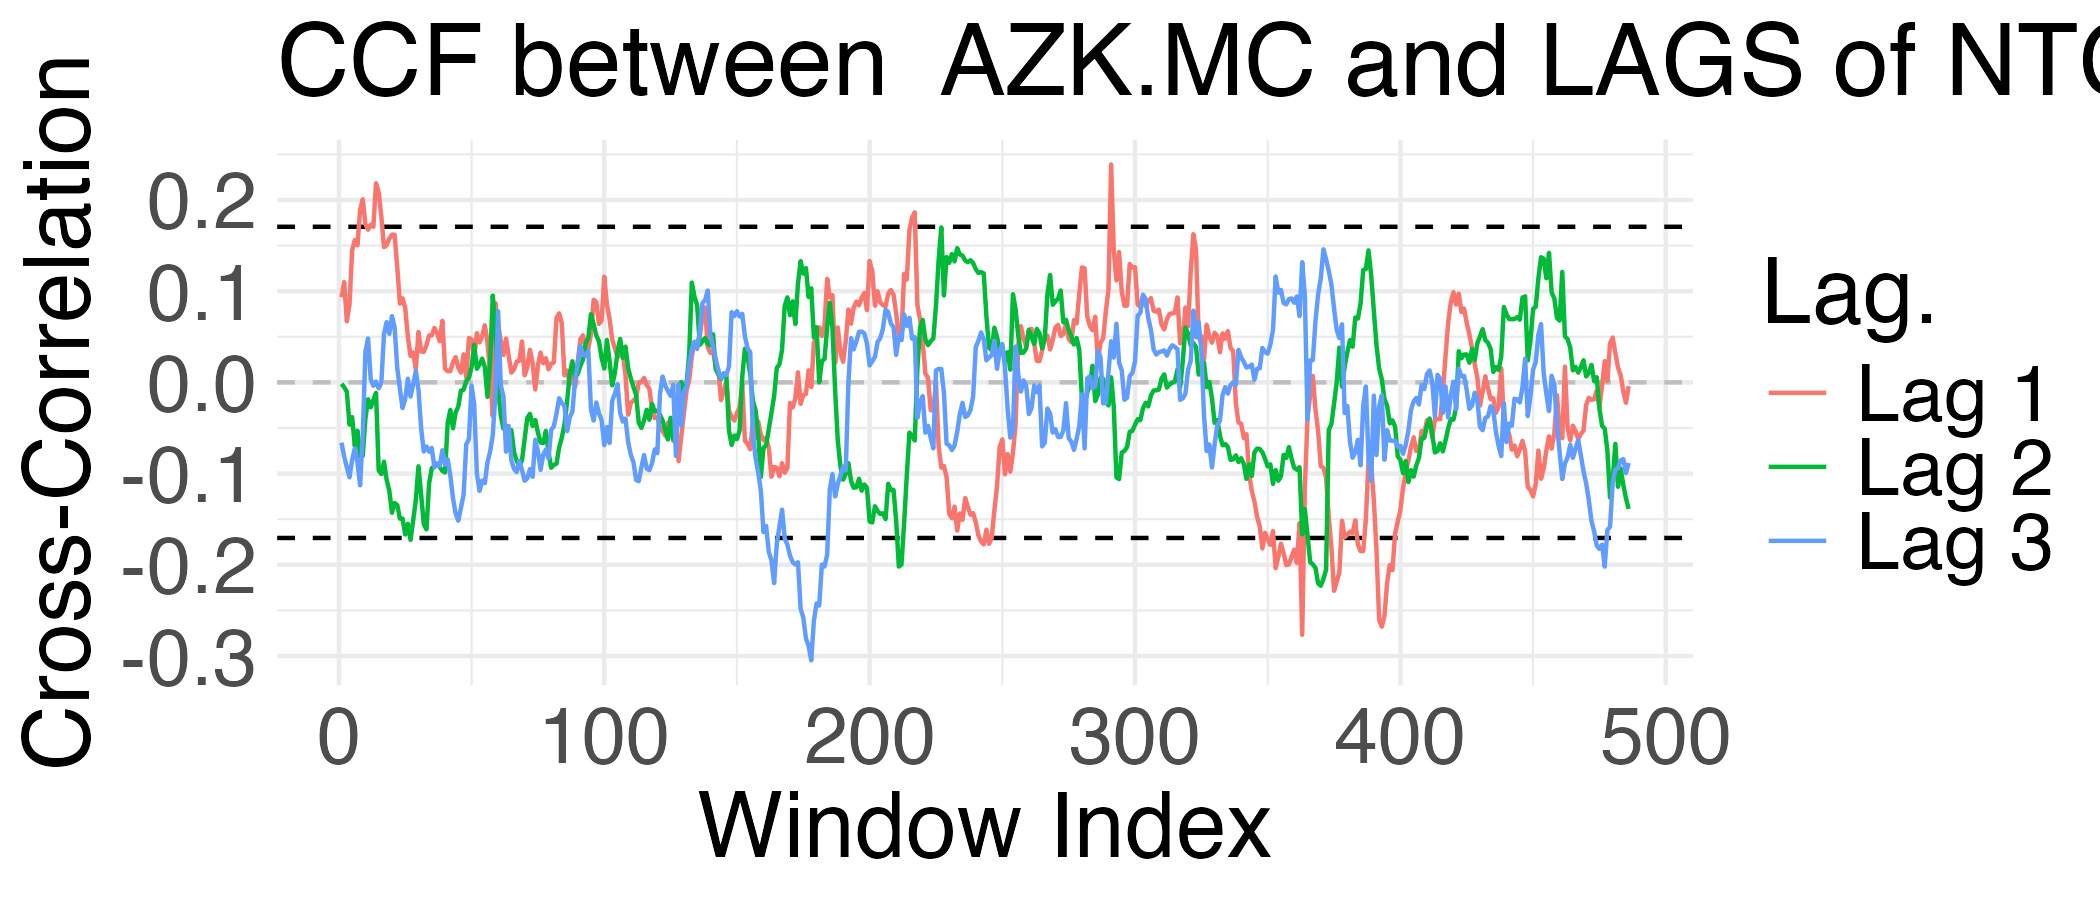 CCF between AZK.MC and LAGS of
Cross-Correlation
0.2
0.1
0.0
-0.1
-0.2
-0.3
0 100 200 300 400 500
Window Index
Lag.
Lag 1
Lag 2
Lag 3